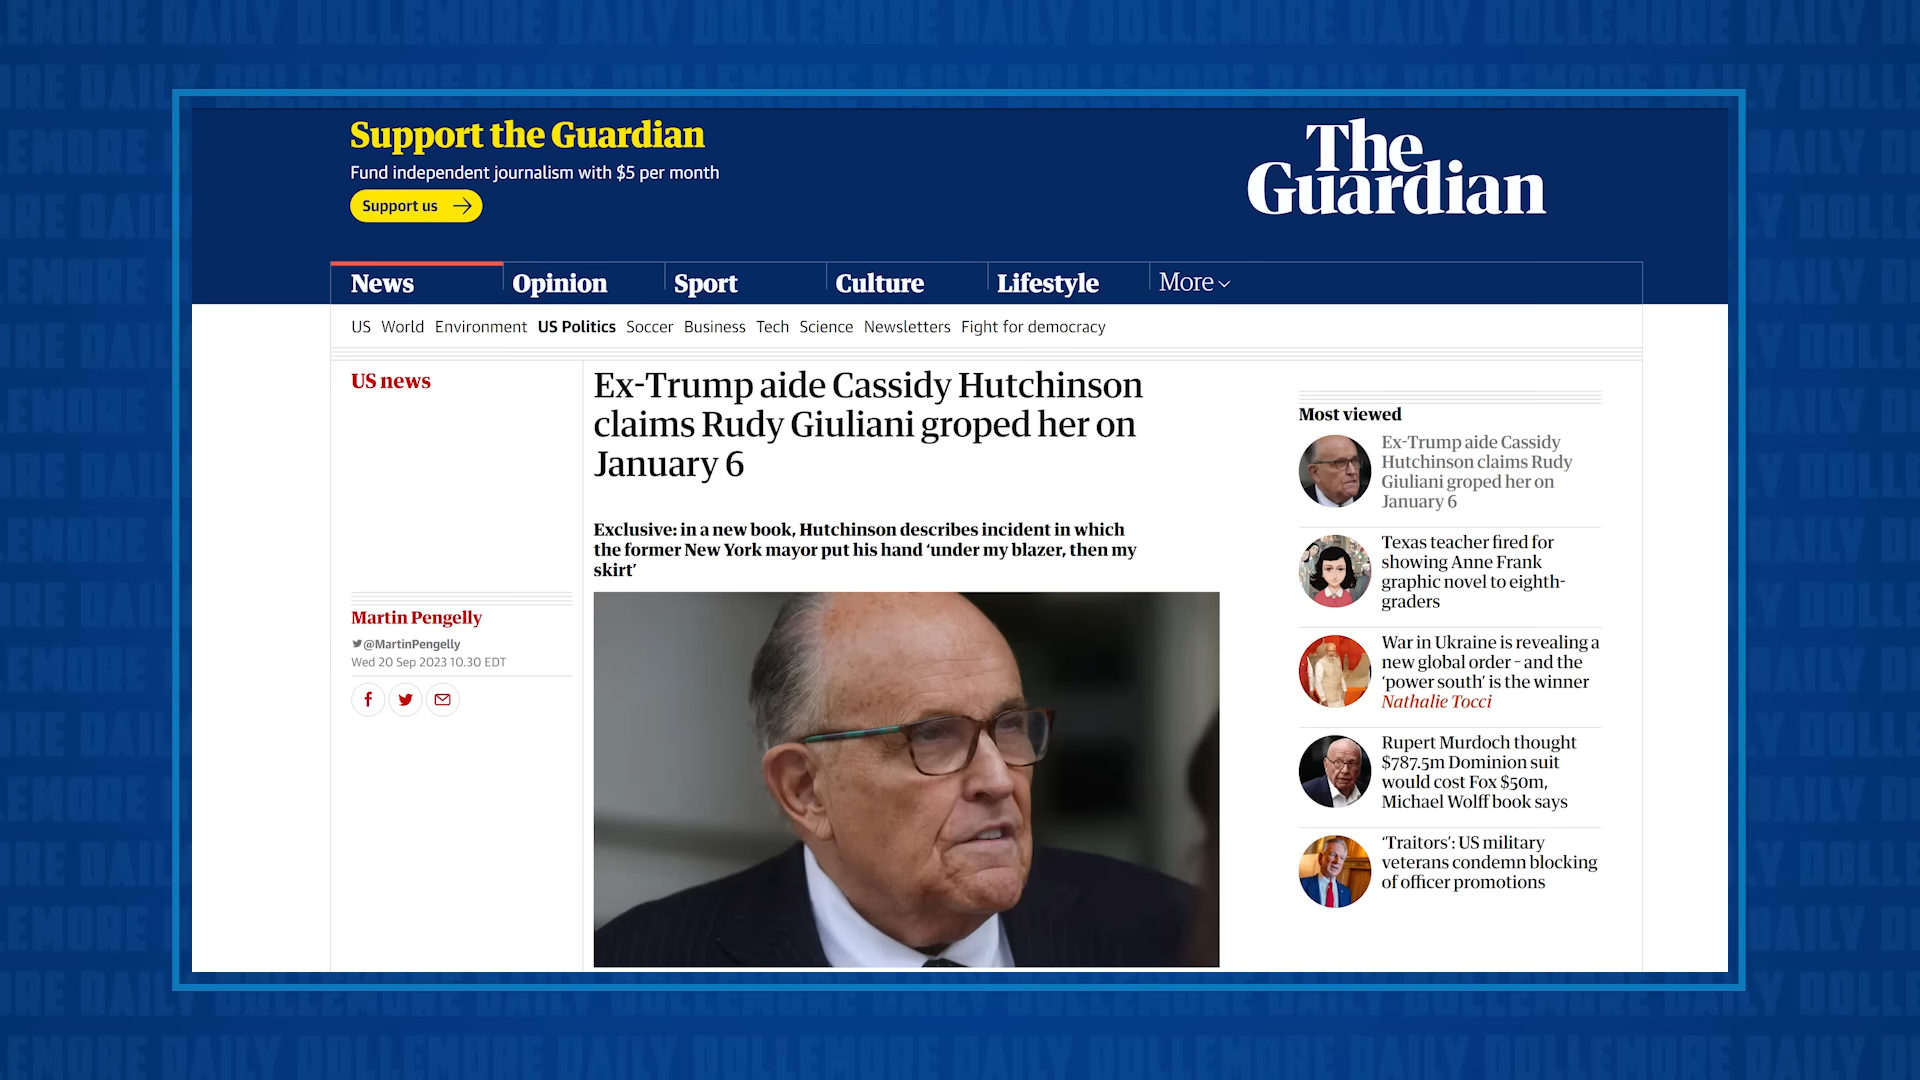 DAILY DOLLEMORE DAILY DOLLEMORE DAILY
Support the Guardian
Fund independent journalism with $5 per month
Support us
The
Guardian
News
Opinion
Sport
Culture
Lifestyle
More
US World Environment US Politics Soccer Business Tech Science Newsletters Fight for democracy
US news
Ex-Trump aide Cassidy Hutchinson
claims Rudy Giuliani groped her on
January 6
Exclusive: in a new book, Hutchinson describes incident in which
the former New York mayor put his hand ‘under my blazer, then my
skirt’
Martin Pengelly
@MartinPengelly
Wed 20 Sep 2023 10.30 EDT
Most viewed
Ex-Trump aide Cassidy
Hutchinson claims Rudy
Giuliani groped her on
January 6
Texas teacher fired for
showing Anne Frank
graphic novel to eighth-
graders
War in Ukraine is revealing a
new global order – and the
‘power south’ is the winner
Nathalie Tocci
Rupert Murdoch thought
$787.5m Dominion suit
would cost Fox $50m,
Michael Wolff book says
‘Traitors’: US military
veterans condemn blocking
of officer promotions